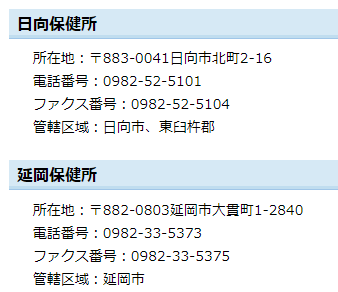 日向保健所
所在地：〒883-0041日向市北町2-16
電話番号：0982-52-5101
ファクス番号：0982-52-5104
管轄区域：日向市、東臼杵郡
延岡保健所
所在地：〒882-0803延岡市大貫町1-2840
電話番号：0982-33-5373
ファクス番号：0982-33-5375
管轄区域：延岡市